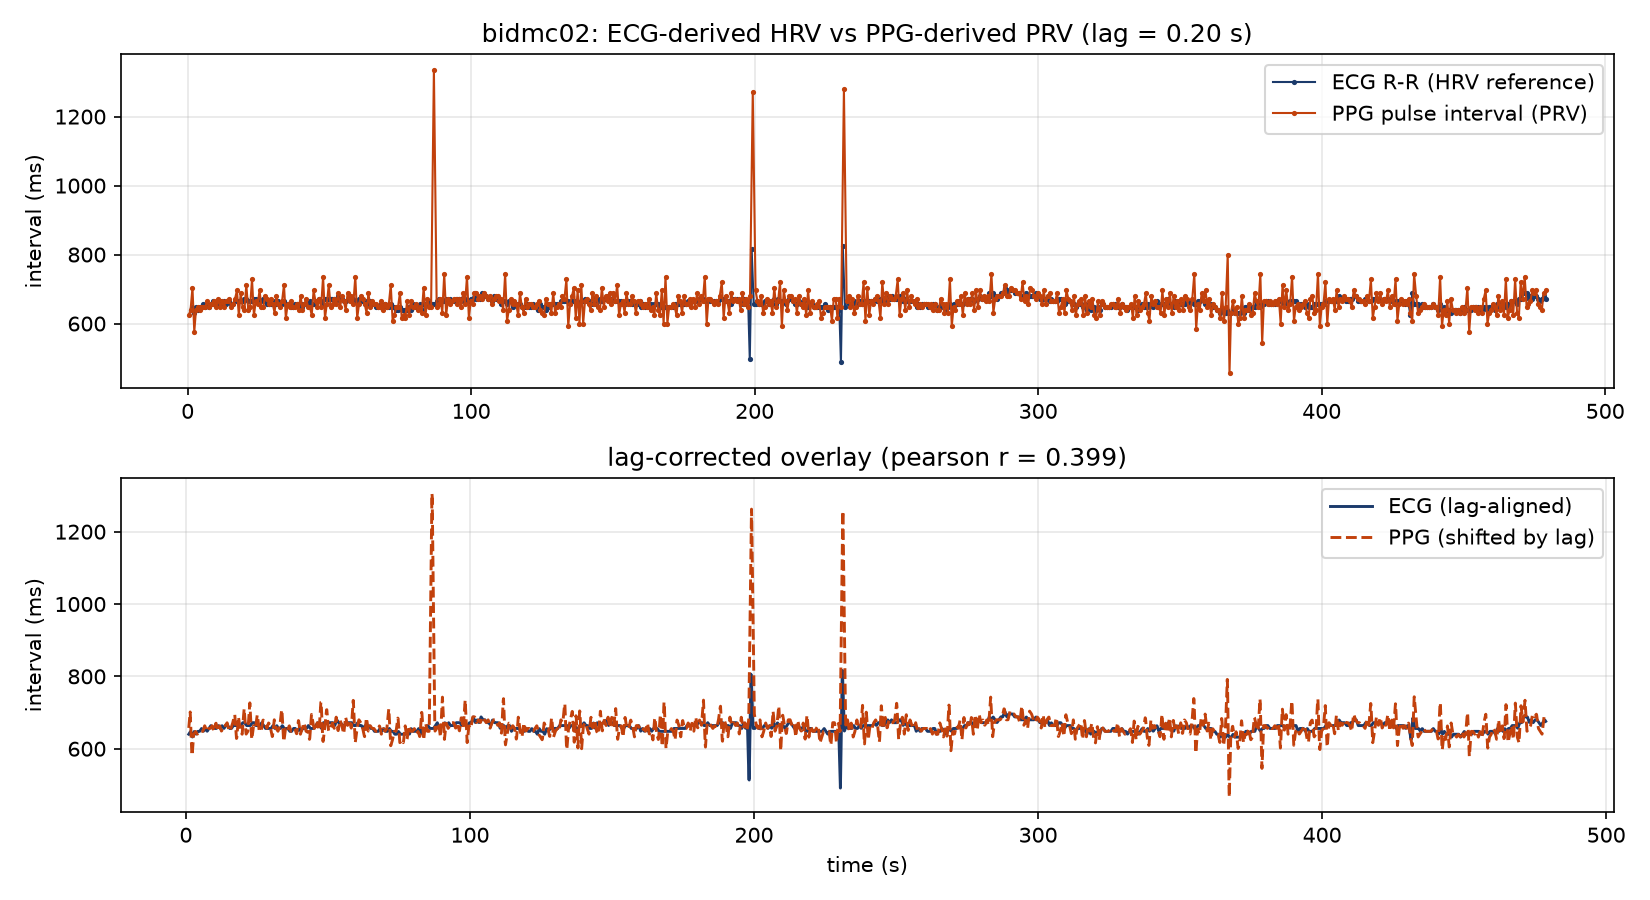 bidmc02: ECG-derived HRV vs PPG-derived PRV (lag = 0.20 s)
ECG R-R (HRV reference)
PPG pulse interval (PRV)
interval (ms)
1200
1000
800
600
0 100 200 300 400 500
lag-corrected overlay (pearson r = 0.399)
ECG (lag-aligned)
PPG (shifted by lag)
interval (ms)
1200
1000
800
600
0 100 200 300 400 500
time (s)